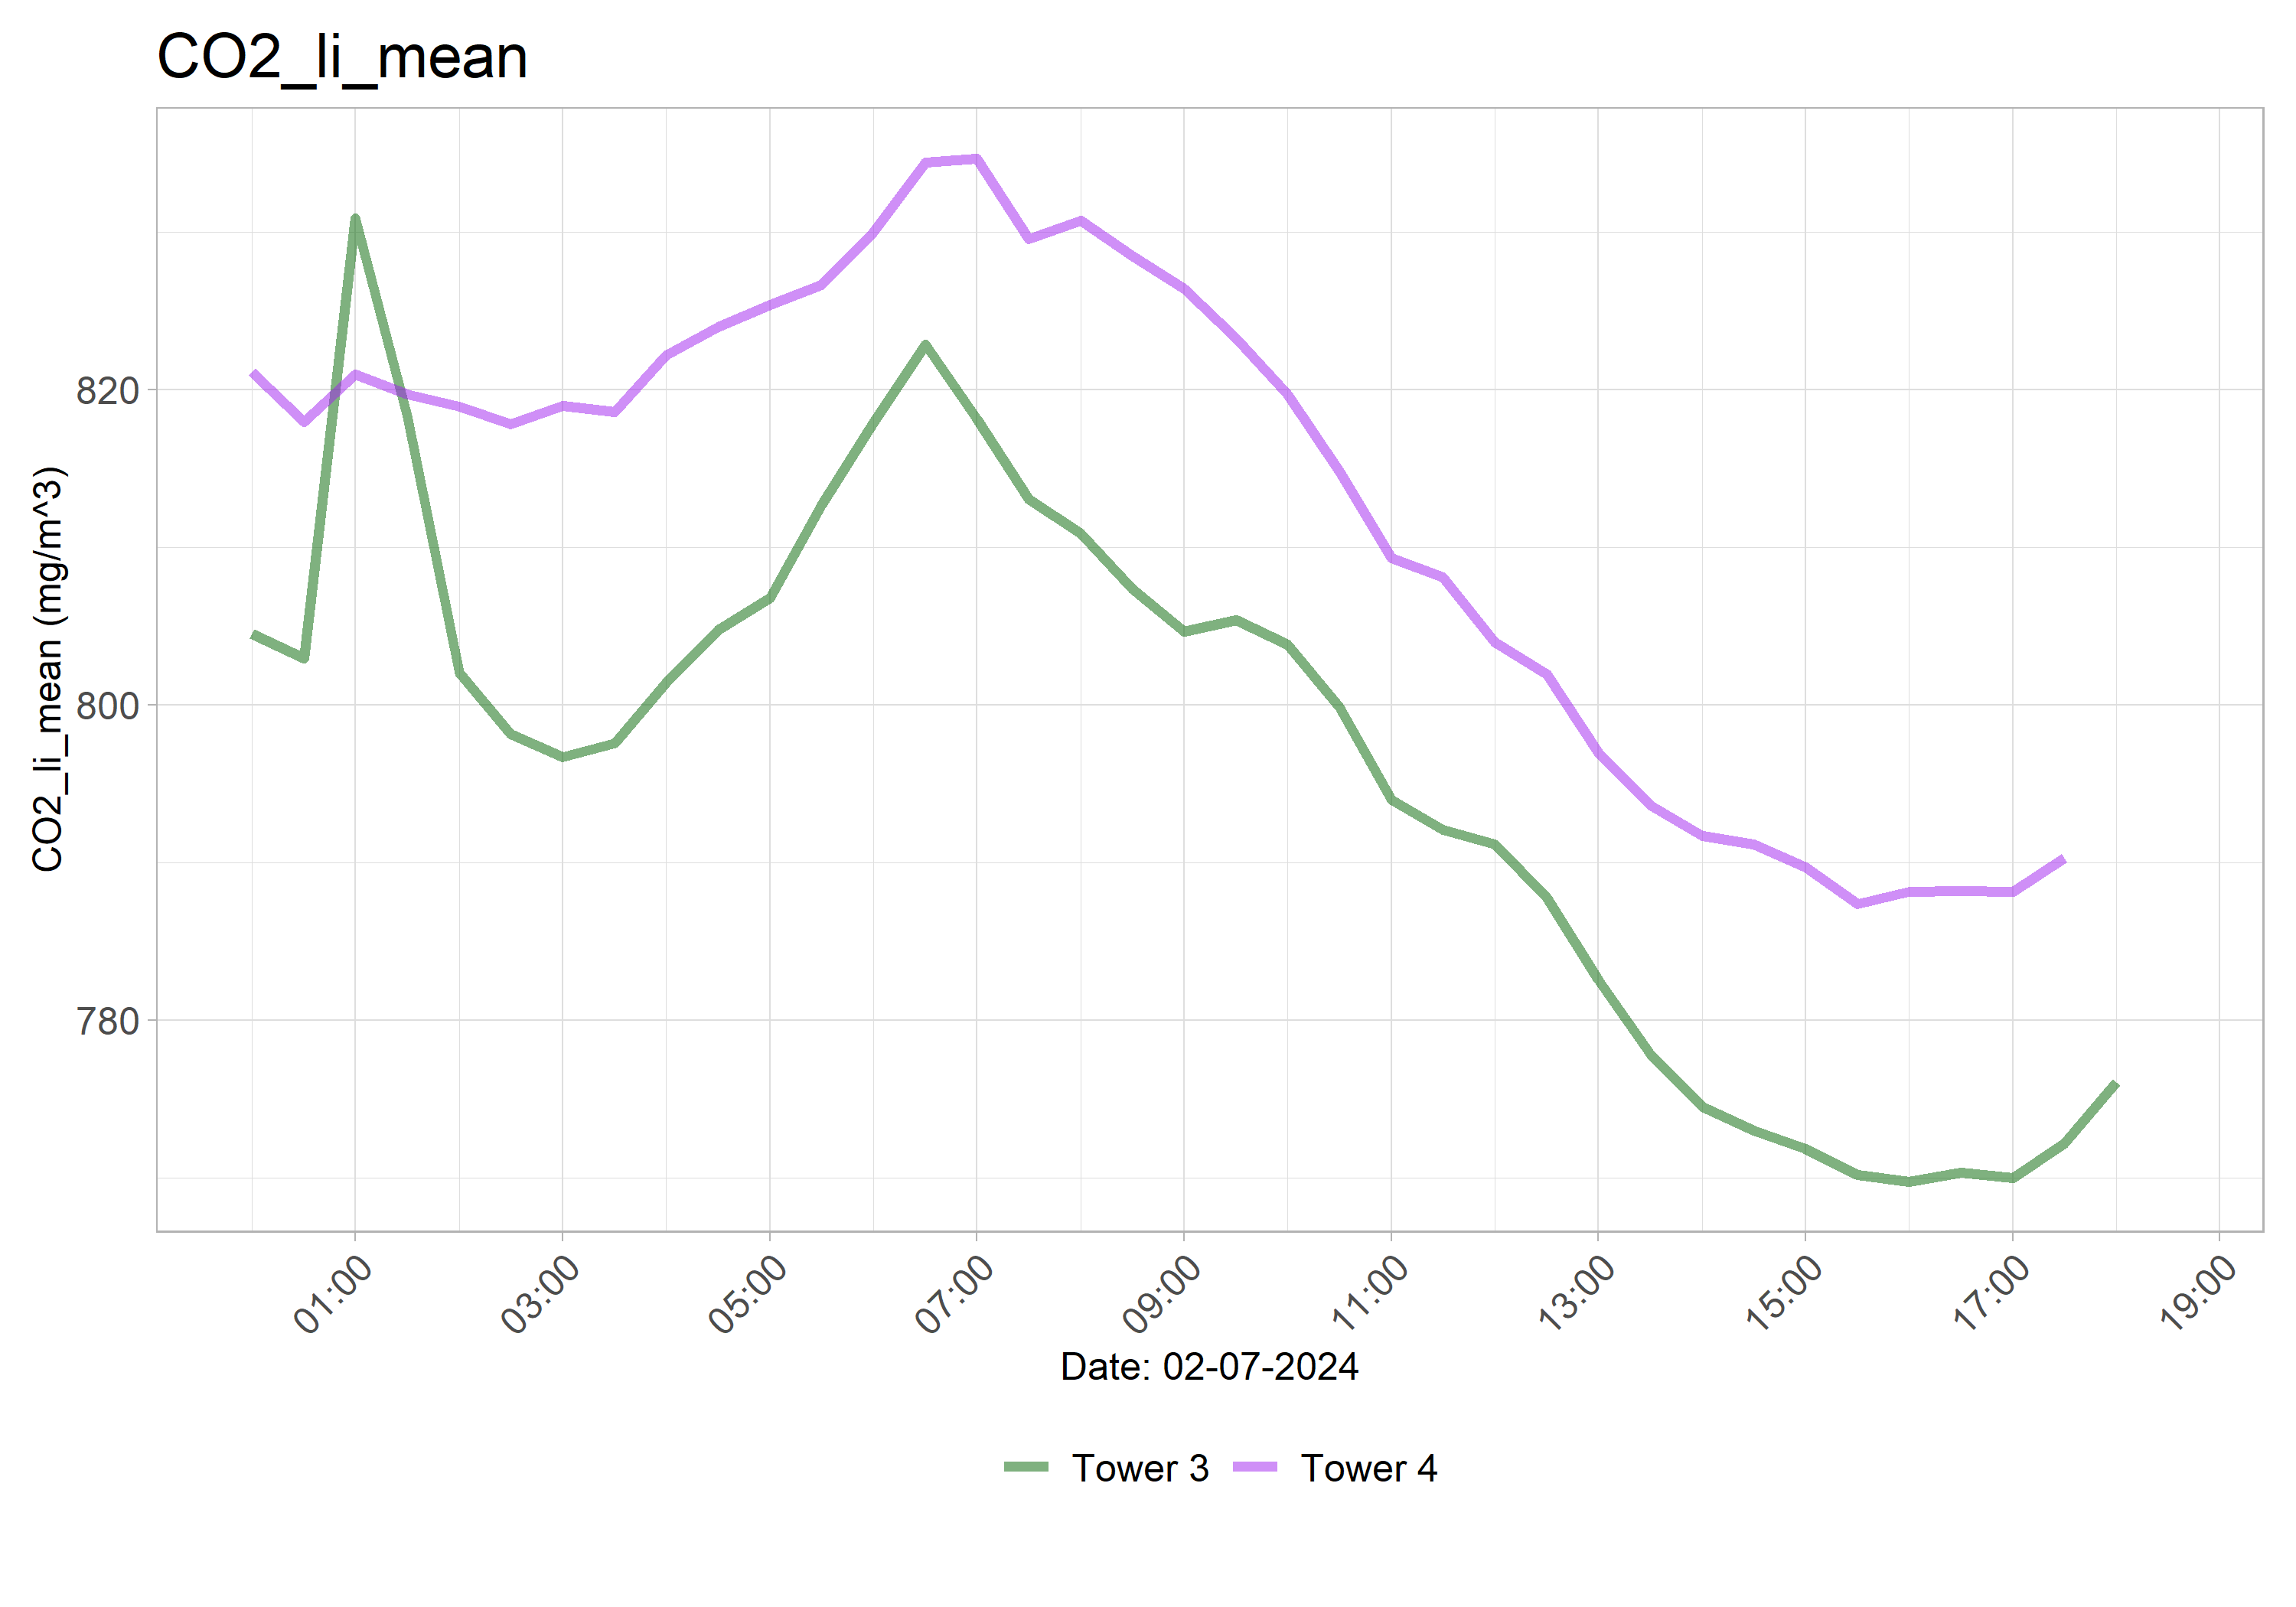 CO2_li_mean
CO2_li_mean (mg/m^3)
820
800
780
01:00 03:00 05:00 07:00 09:00 11:00 13:00 15:00 17:00 19:00
Date: 02-07-2024
Tower 3 Tower 4